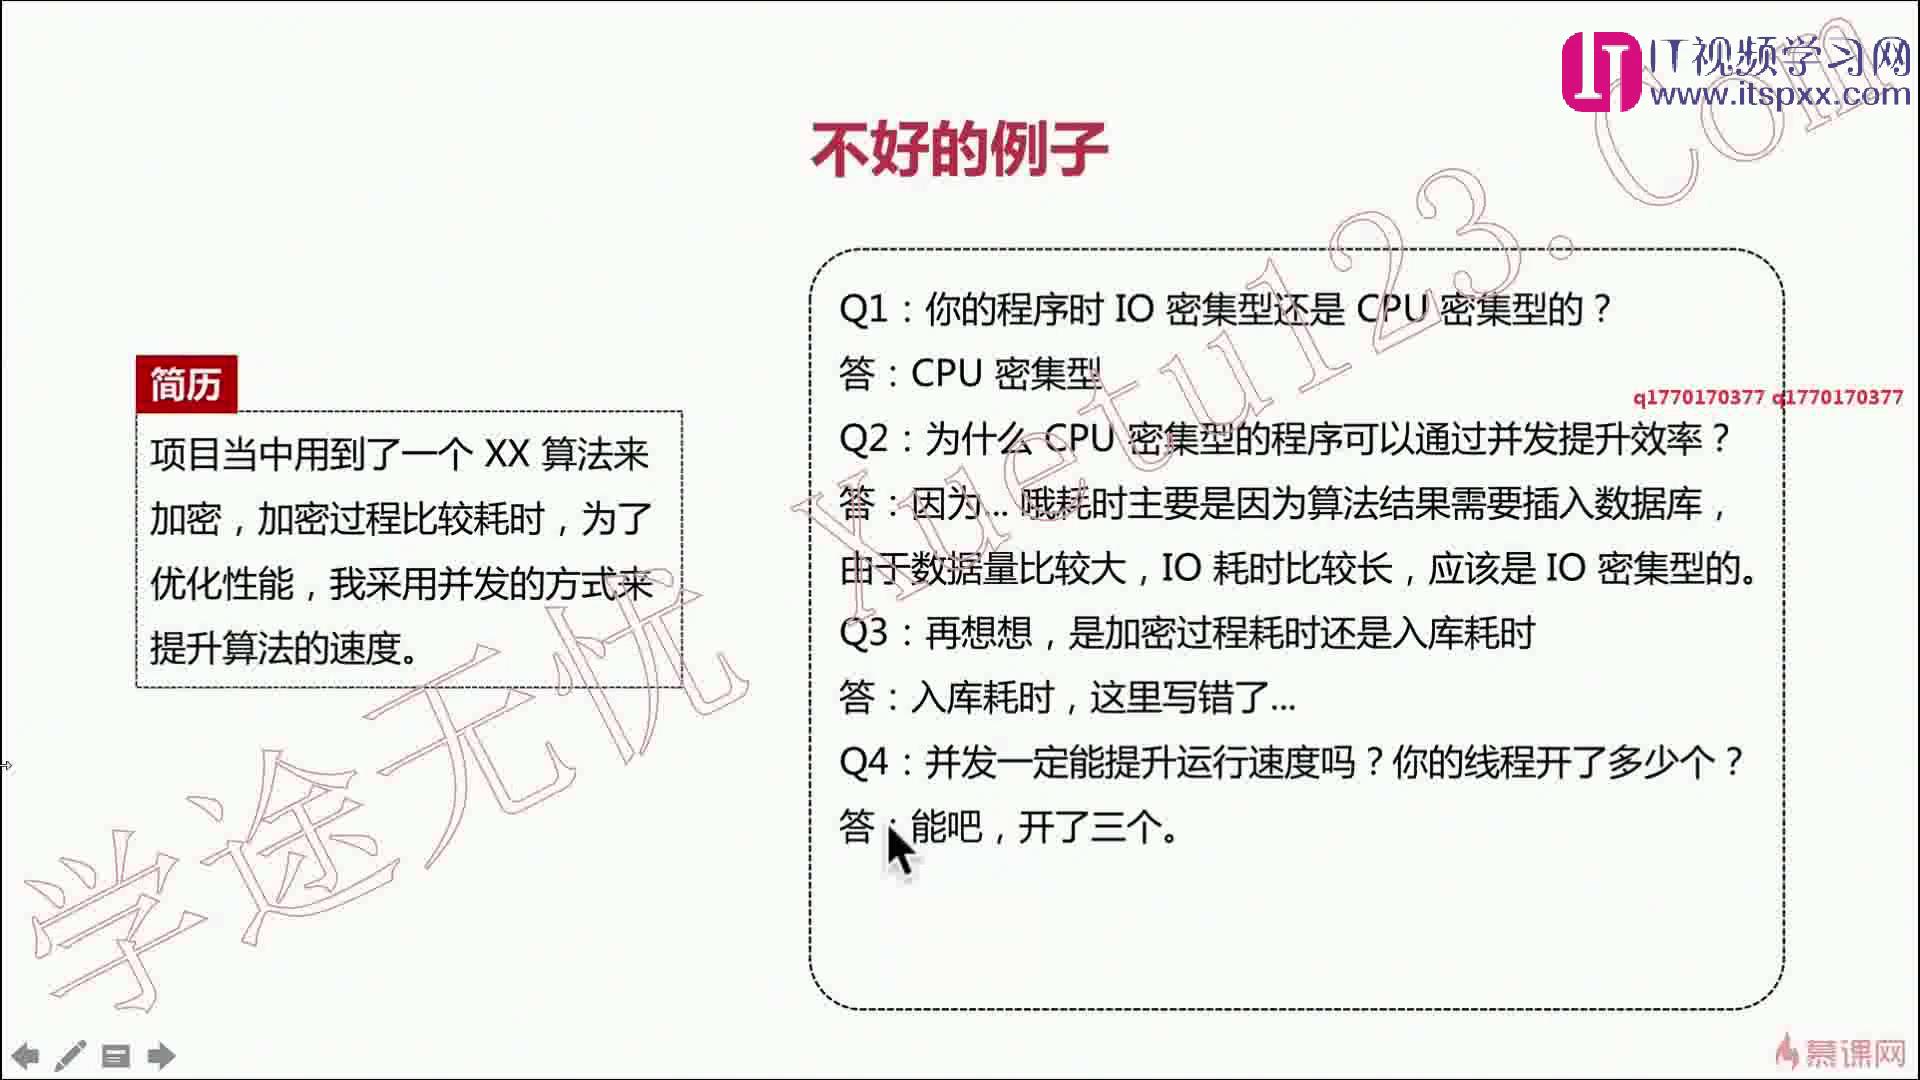 IT视频学习网
www.itspxx.com
不好的例子
简历
项目当中用到了一个 XX 算法来
加密，加密过程比较耗时，为了
优化性能，我采用并发的方式来
提升算法的速度。
Q1：你的程序时 IO 密集型还是 CPU 密集型的？
答：CPU 密集型
q1770170377 q1770170377
Q2：为什么 CPU 密集型的程序可以通过并发提升效率？
答：因为... 哦耗时主要是因为算法结果需要插入数据库，
由于数据量比较大，IO 耗时比较长，应该是 IO 密集型的。
Q3：再想想，是加密过程耗时还是入库耗时
答：入库耗时，这里写错了...
Q4：并发一定能提升运行速度吗？你的线程开了多少个？
答：能吧，开了三个。
学途无忧 Xuetu123.Com
慕课网